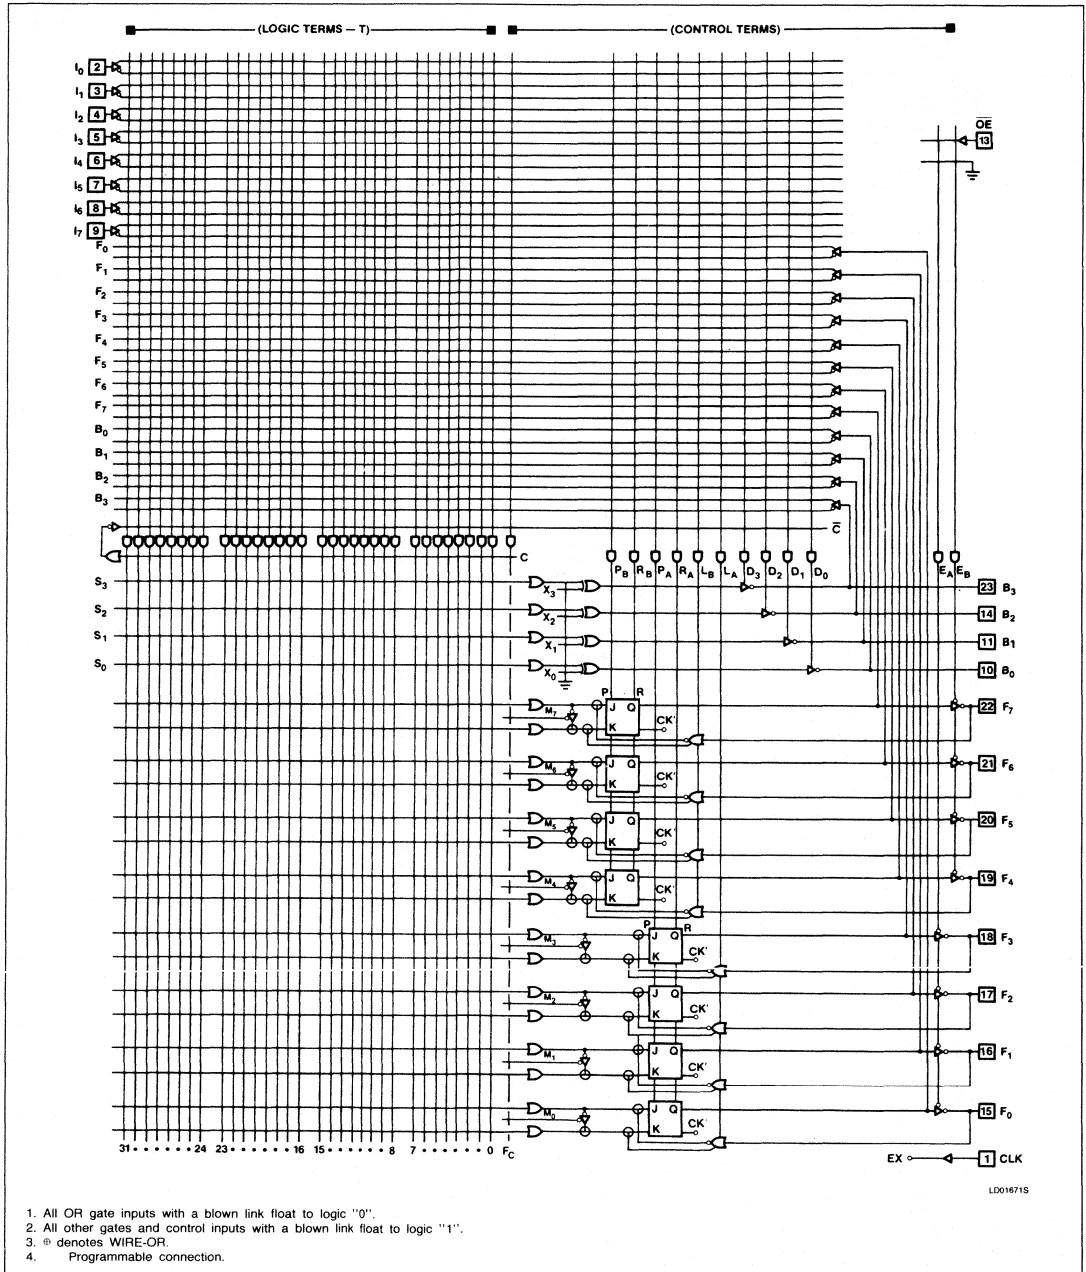 (LOGIC TERMS — T)
(CONTROL TERMS)
I0 2
I1 3
I2 4
I3 5
I4 6
I5 7
I6 8
I7 9
OE
13
F0
F1
F2
F3
F4
F5
F6
F7
B0
B1
B2
B3
C
C
PB RB PA RA LB LA D3 D2 D1 D0 EA EB
S3 X3 23 B3
S2 X2 14 B2
S1 X1 11 B1
S0 X0 10 B0
P R
M7 J Q K CK' 22 F7
M6 J Q K CK' 21 F6
M5 J Q K CK' 20 F5
M4 J Q K CK' 19 F4
P R
M3 J Q K CK' 18 F3
M2 J Q K CK' 17 F2
M1 J Q K CK' 16 F1
M0 J Q K CK' 15 F0
31 • • • • • • 24 23 • • • • • • 16 15 • • • • • • 8 7 • • • • • • 0 FC
EX 1 CLK
LD01671S
1. All OR gate inputs with a blown link float to logic "0".
2. All other gates and control inputs with a blown link float to logic "1".
3. ⊕ denotes WIRE-OR.
4. Programmable connection.